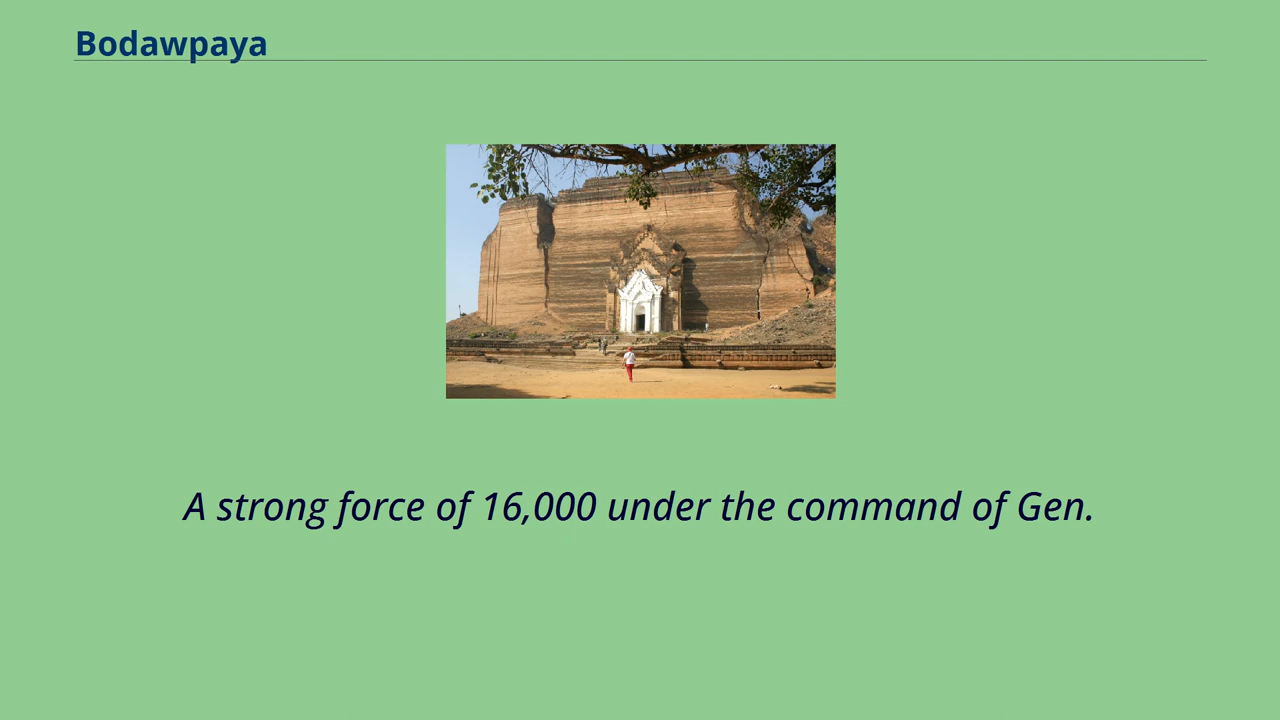 Bodawpaya
A strong force of 16,000 under the command of Gen.